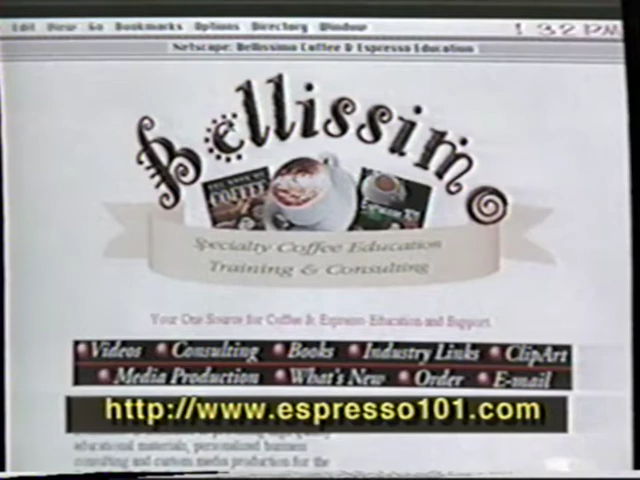 Edit View Go Bookmarks Options Directory Window 1 32 PM
Netscape: Bellissimo Coffee & Espresso Education
Bellissimo
COFFEE
Espresso 101
Specialty Coffee Education
Training & Consulting
Your One Source for Coffee & Espresso Education and Support
Videos Consulting Books Industry Links ClipArt
Media Production What's New Order E-mail
http://www.espresso101.com
educational materials, personalized business
consulting and custom media production for the